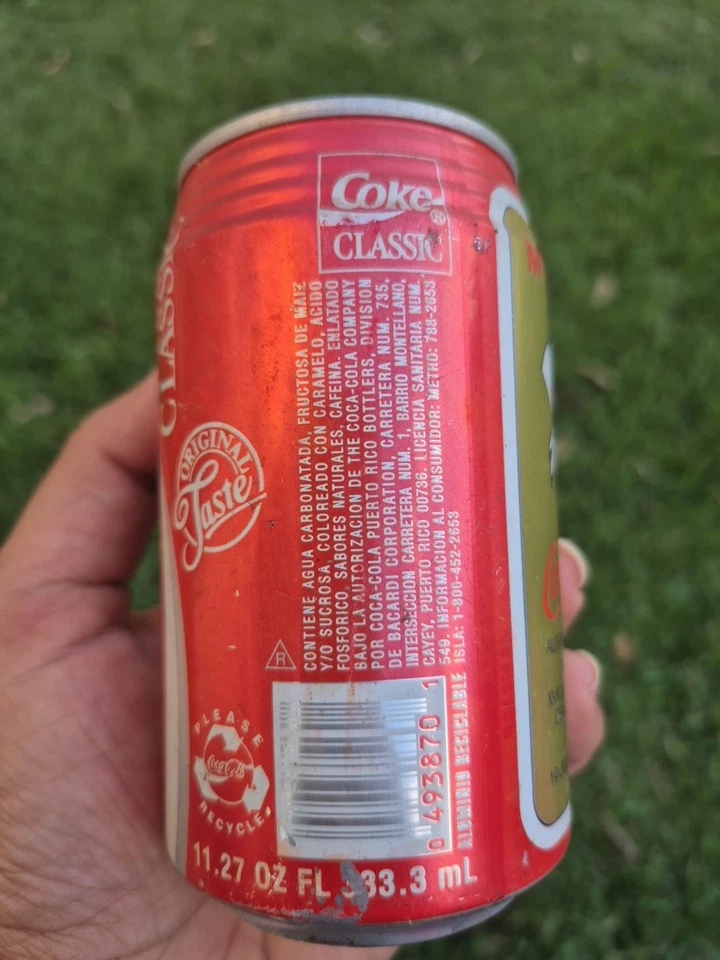 Coke®
CLASSIC
CLASSIC
ORIGINAL
Taste
CONTIENE AGUA CARBONATADA, FRUCTOSA DE MAIZ
Y/O SUCROSA, COLOREADO CON CARAMELO, ACIDO
FOSFORICO, SABORES NATURALES, CAFEINA. ENLATADO
BAJO LA AUTORIZACION DE THE COCA-COLA COMPANY
POR COCA-COLA PUERTO RICO BOTTLERS, DIVISION
DE BACARDI CORPORATION, CARRETERA NUM. 735,
INTERSECCION CARRETERA NUM. 1, BARRIO MONTELLANO,
CAYEY, PUERTO RICO 00736. LICENCIA SANITARIA NUM.
549. INFORMACION AL CONSUMIDOR: METRO: 788-2653
ISLA: 1-800-452-2653
R
PLEASE
Coca-Cola
RECYCLE
0 493870 1
ALUMINIO RECICLABLE
11.27 OZ FL 333.3 mL